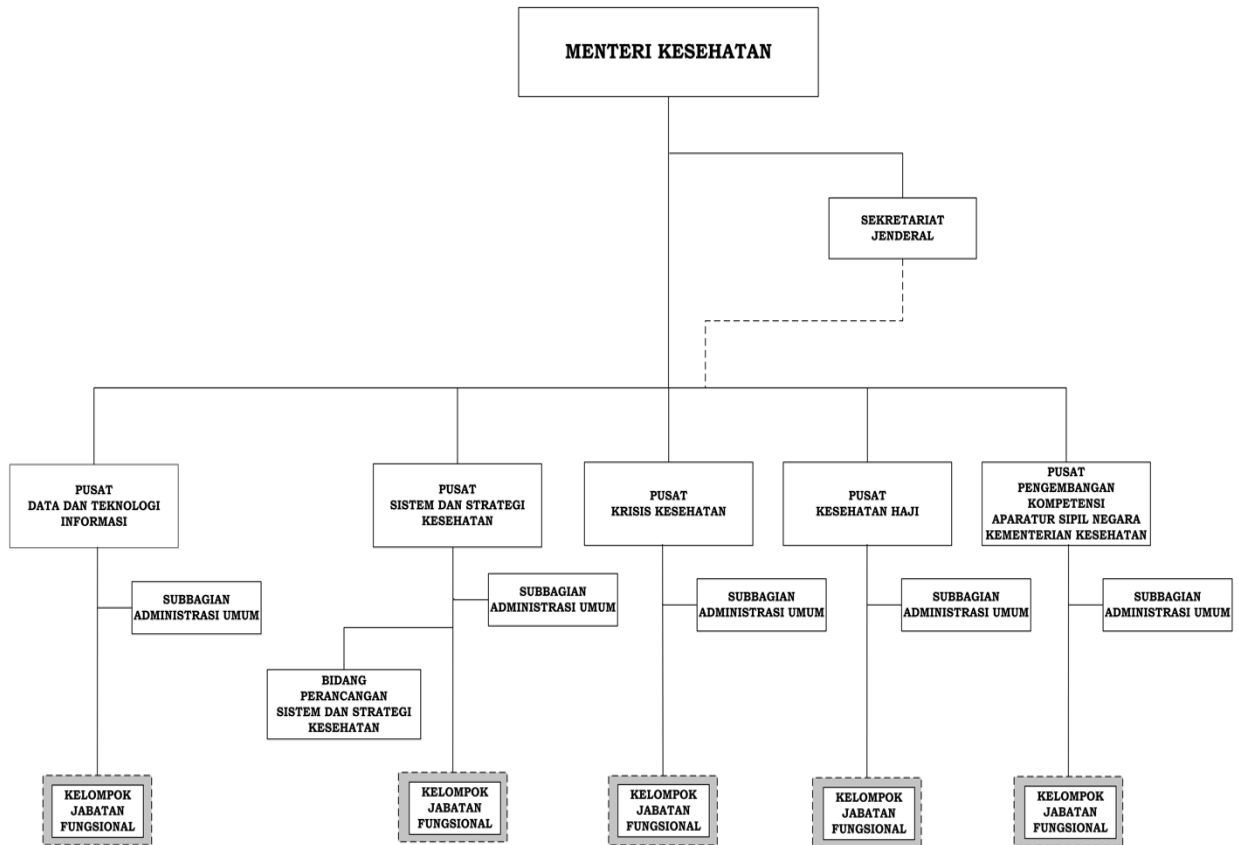 MENTERI KESEHATAN
SEKRETARIAT
JENDERAL
PUSAT
DATA DAN TEKNOLOGI
INFORMASI
PUSAT
SISTEM DAN STRATEGI
KESEHATAN
PUSAT
KRISIS KESEHATAN
PUSAT
KESEHATAN HAJI
PUSAT
PENGEMBANGAN
KOMPETENSI
APARATUR SIPIL NEGARA
KEMENTERIAN KESEHATAN
SUBBAGIAN
ADMINISTRASI UMUM
SUBBAGIAN
ADMINISTRASI UMUM
SUBBAGIAN
ADMINISTRASI UMUM
SUBBAGIAN
ADMINISTRASI UMUM
SUBBAGIAN
ADMINISTRASI UMUM
BIDANG
PERANCANGAN
SISTEM DAN STRATEGI
KESEHATAN
KELOMPOK
JABATAN
FUNGSIONAL
KELOMPOK
JABATAN
FUNGSIONAL
KELOMPOK
JABATAN
FUNGSIONAL
KELOMPOK
JABATAN
FUNGSIONAL
KELOMPOK
JABATAN
FUNGSIONAL